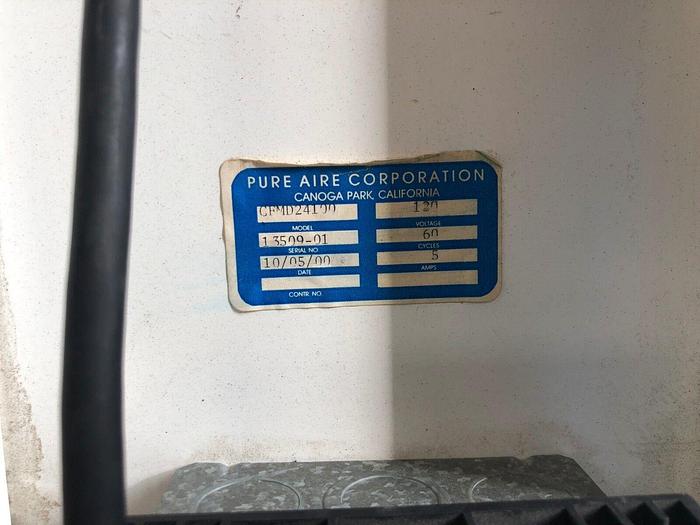 PURE AIRE CORPORATION
CANOGA PARK, CALIFORNIA
CFMD24100 120
MODEL VOLTAGE
13509-01 60
SERIAL NO CYCLES
10/05/00 5
DATE AMPS
CONTR. NO.